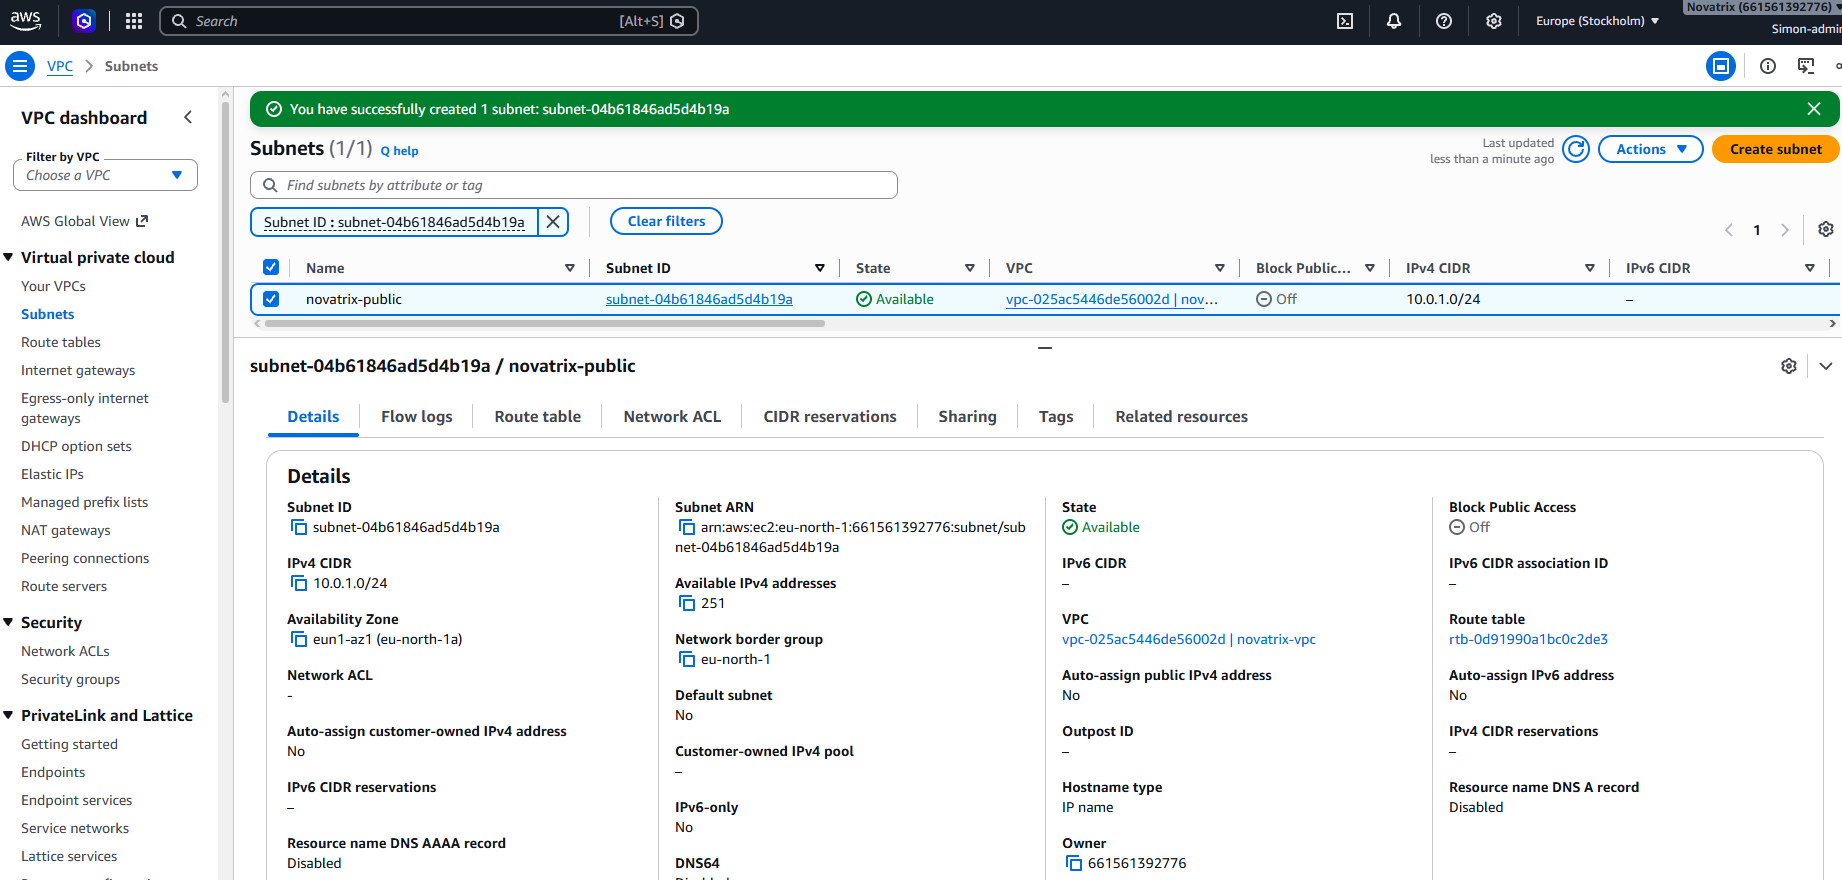 aws
Search
[Alt+S]
Europe (Stockholm)
Novatrix (661561392776)
VPC
Subnets
VPC dashboard
Filter by VPC
Choose a VPC
AWS Global View
Virtual private cloud
Your VPCs
Subnets
Route tables
Internet gateways
Egress-only internet
gateways
DHCP option sets
Elastic IPs
Managed prefix lists
NAT gateways
Peering connections
Route servers
Security
Network ACLs
Security groups
PrivateLink and Lattice
Getting started
Endpoints
Endpoint services
Service networks
Lattice services
You have successfully created 1 subnet: subnet-04b61846ad5d4b19a
Subnets (1/1) Q help
Last updated
less than a minute ago
Actions
Create subnet
Find subnets by attribute or tag
Subnet ID : subnet-04b61846ad5d4b19a
Clear filters
1
Name Subnet ID State VPC Block Public... IPv4 CIDR IPv6 CIDR
novatrix-public subnet-04b61846ad5d4b19a Available vpc-025ac5446de56002d | nov... Off 10.0.1.0/24 –
subnet-04b61846ad5d4b19a / novatrix-public
Details Flow logs Route table Network ACL CIDR reservations Sharing Tags Related resources
Details
Subnet ID
subnet-04b61846ad5d4b19a
IPv4 CIDR
10.0.1.0/24
Availability Zone
eun1-az1 (eu-north-1a)
Network ACL
-
Auto-assign customer-owned IPv4 address
No
IPv6 CIDR reservations
–
Resource name DNS AAAA record
Disabled
Subnet ARN
arn:aws:ec2:eu-north-1:661561392776:subnet/sub
net-04b61846ad5d4b19a
Available IPv4 addresses
251
Network border group
eu-north-1
Default subnet
No
Customer-owned IPv4 pool
–
IPv6-only
No
DNS64
State
Available
IPv6 CIDR
–
VPC
vpc-025ac5446de56002d | novatrix-vpc
Auto-assign public IPv4 address
No
Outpost ID
–
Hostname type
IP name
Owner
661561392776
Block Public Access
Off
IPv6 CIDR association ID
–
Route table
rtb-0d91990a1bc0c2de3
Auto-assign IPv6 address
No
IPv4 CIDR reservations
–
Resource name DNS A record
Disabled